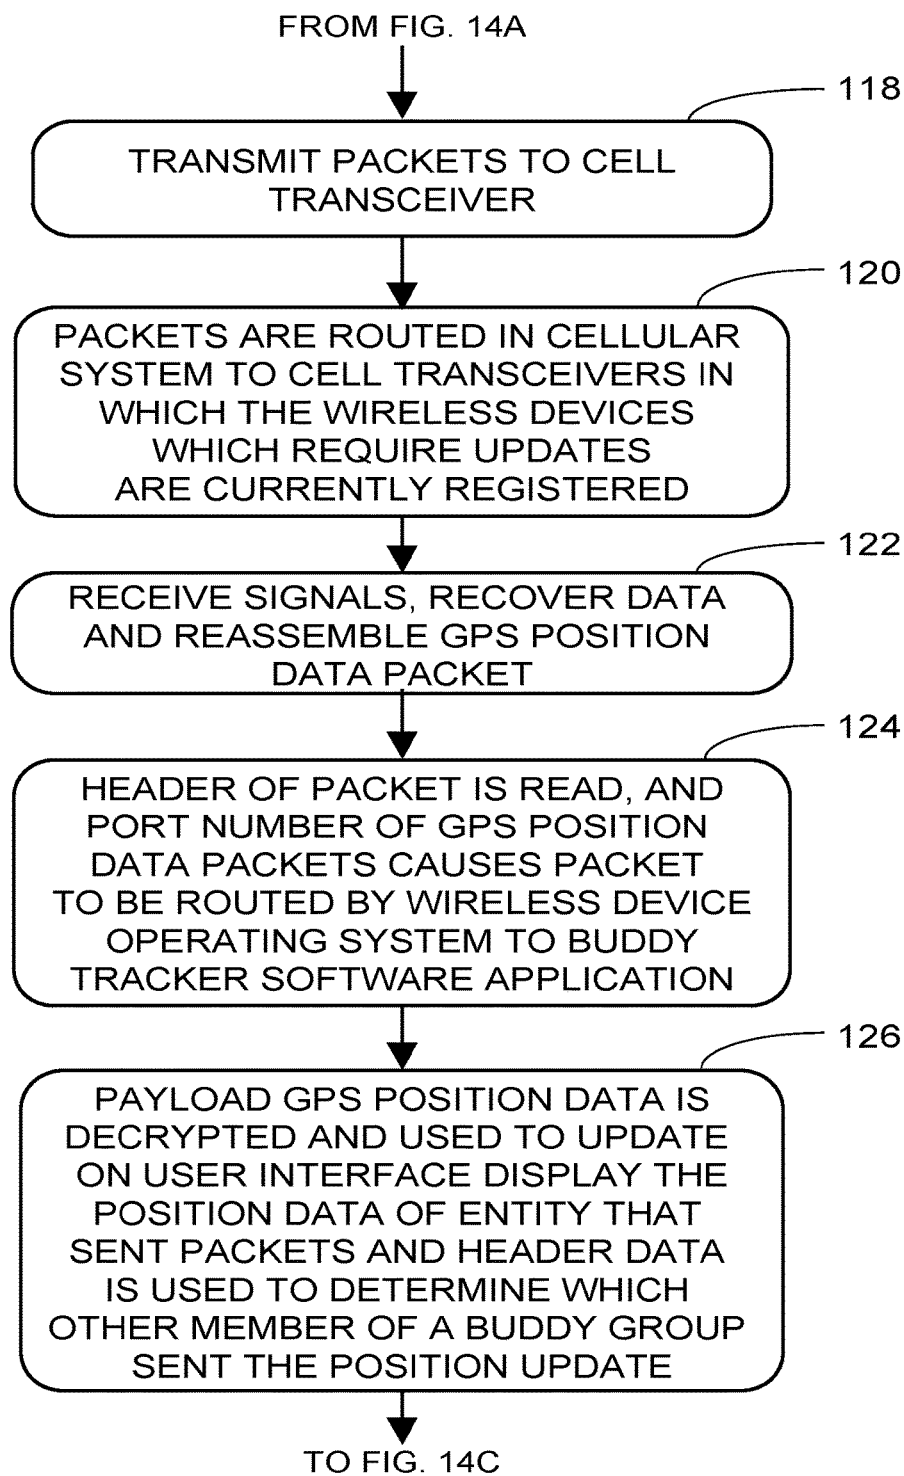 FROM FIG. 14A
118
TRANSMIT PACKETS TO CELL
TRANSCEIVER
120
PACKETS ARE ROUTED IN CELLULAR
SYSTEM TO CELL TRANSCEIVERS IN
WHICH THE WIRELESS DEVICES
WHICH REQUIRE UPDATES
ARE CURRENTLY REGISTERED
122
RECEIVE SIGNALS, RECOVER DATA
AND REASSEMBLE GPS POSITION
DATA PACKET
124
HEADER OF PACKET IS READ, AND
PORT NUMBER OF GPS POSITION
DATA PACKETS CAUSES PACKET
TO BE ROUTED BY WIRELESS DEVICE
OPERATING SYSTEM TO BUDDY
TRACKER SOFTWARE APPLICATION
126
PAYLOAD GPS POSITION DATA IS
DECRYPTED AND USED TO UPDATE
ON USER INTERFACE DISPLAY THE
POSITION DATA OF ENTITY THAT
SENT PACKETS AND HEADER DATA
IS USED TO DETERMINE WHICH
OTHER MEMBER OF A BUDDY GROUP
SENT THE POSITION UPDATE
TO FIG. 14C